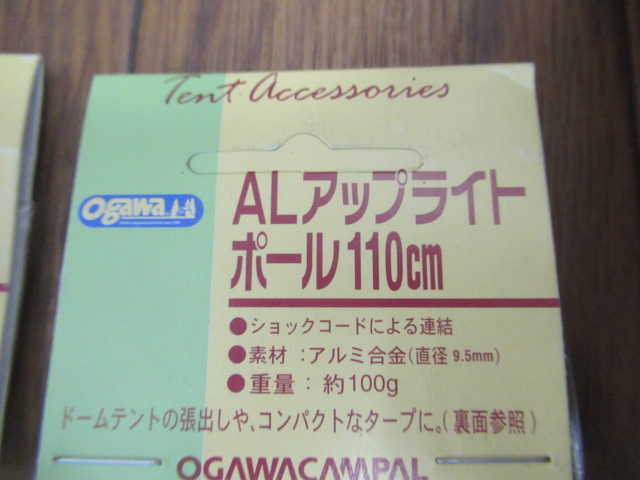 Tent Accessories
ogawa
ALアップライト
ポール110cm
●ショックコードによる連結
●素材：アルミ合金(直径 9.5mm)
●重量：約100g
ドームテントの張出しや、コンパクトなタープに。(裏面参照)
OGAWACAMPAL